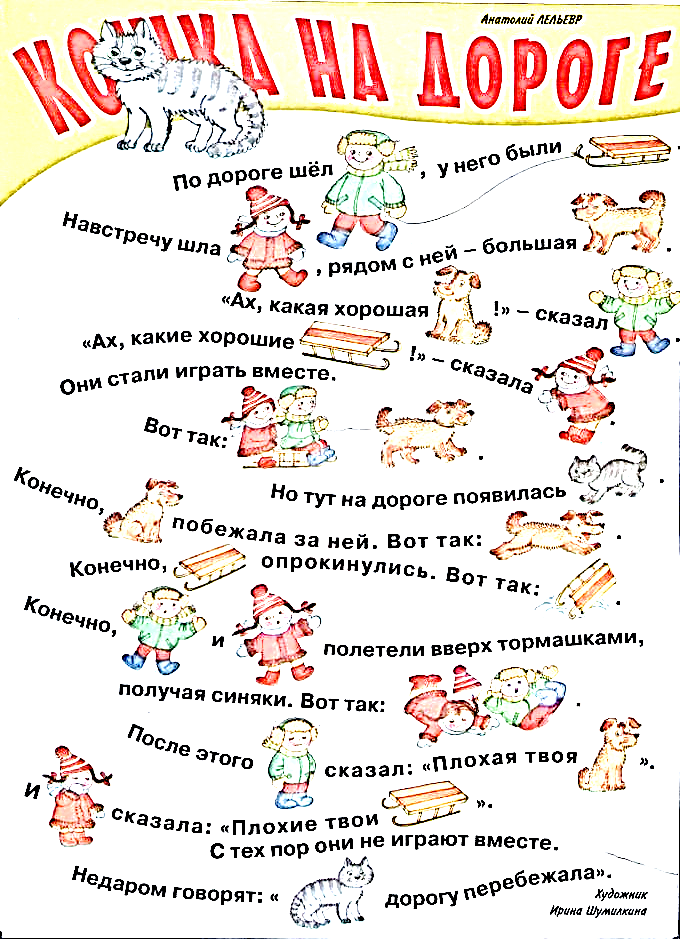 Анатолий ЛЕЛЬЕВР
КОШКА НА ДОРОГЕ
По дороге шёл , у него были .
Навстречу шла , рядом с ней – большая .
«Ах, какая хорошая !» – сказал .
«Ах, какие хорошие !» – сказала .
Они стали играть вместе.
Вот так: .
Но тут на дороге появилась .
Конечно, побежала за ней. Вот так: .
Конечно, опрокинулись. Вот так: .
Конечно, и полетели вверх тормашками,
получая синяки. Вот так: .
После этого сказал: «Плохая твоя ».
И сказала: «Плохие твои ».
С тех пор они не играют вместе.
Недаром говорят: « дорогу перебежала».
Художник
Ирина Шумилкина